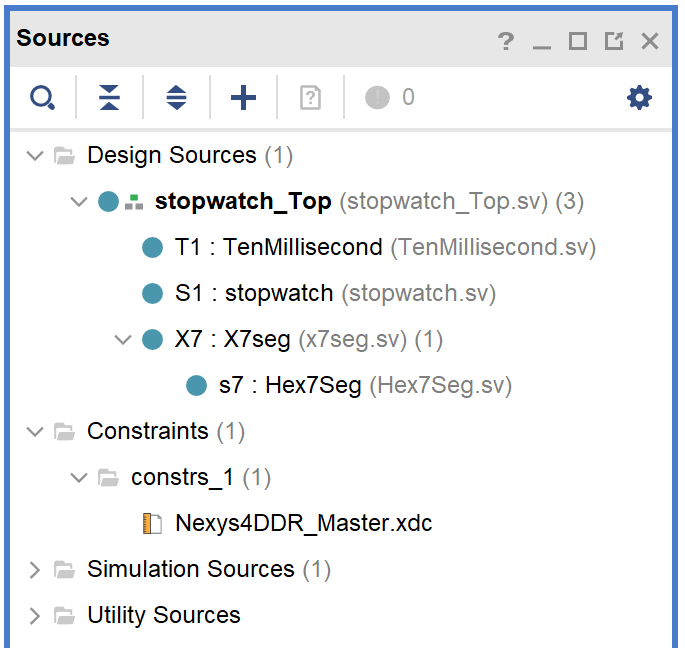 Sources
0
Design Sources (1)
stopwatch_Top (stopwatch_Top.sv) (3)
T1 : TenMillisecond (TenMillisecond.sv)
S1 : stopwatch (stopwatch.sv)
X7 : X7seg (x7seg.sv) (1)
s7 : Hex7Seg (Hex7Seg.sv)
Constraints (1)
constrs_1 (1)
Nexys4DDR_Master.xdc
Simulation Sources (1)
Utility Sources